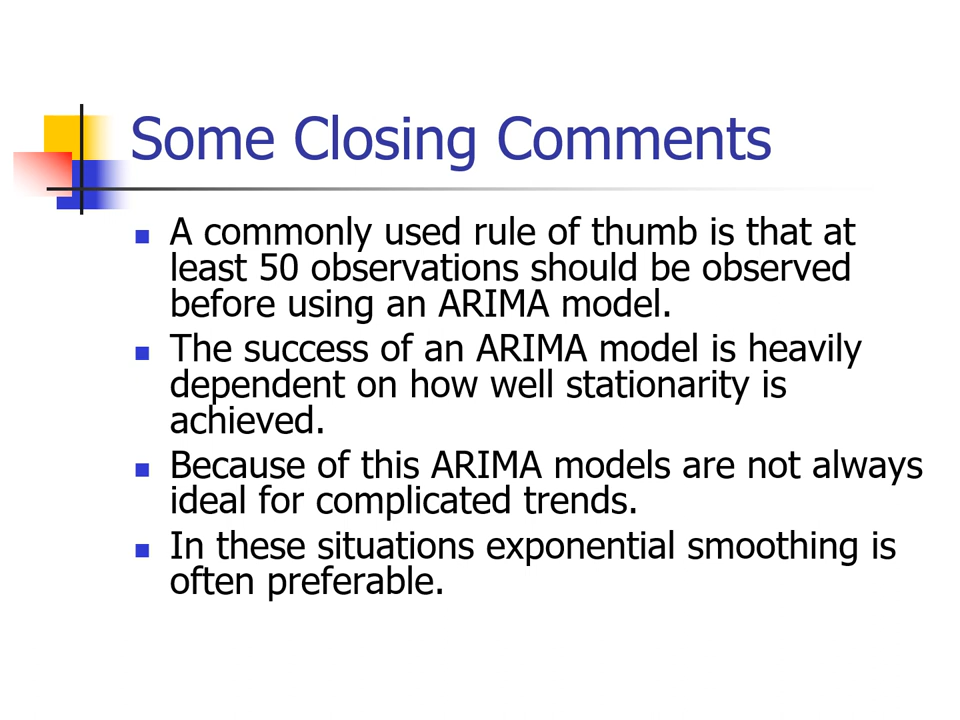 Some Closing Comments
A commonly used rule of thumb is that at
least 50 observations should be observed
before using an ARIMA model.
The success of an ARIMA model is heavily
dependent on how well stationarity is
achieved.
Because of this ARIMA models are not always
ideal for complicated trends.
In these situations exponential smoothing is
often preferable.